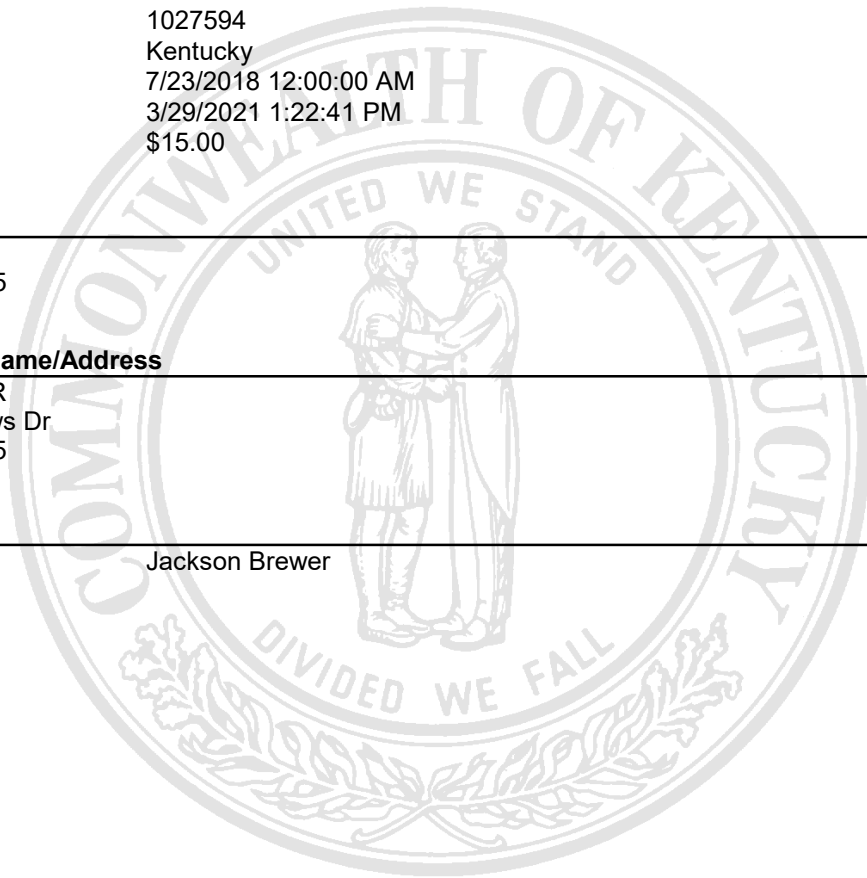 1027594
Kentucky
7/23/2018 12:00:00 AM
3/29/2021 1:22:41 PM
$15.00
5
ame/Address
R
s Dr
5
Jackson Brewer
COMMONWEALTH OF KENTUCKY
UNITED WE STAND
DIVIDED WE FALL